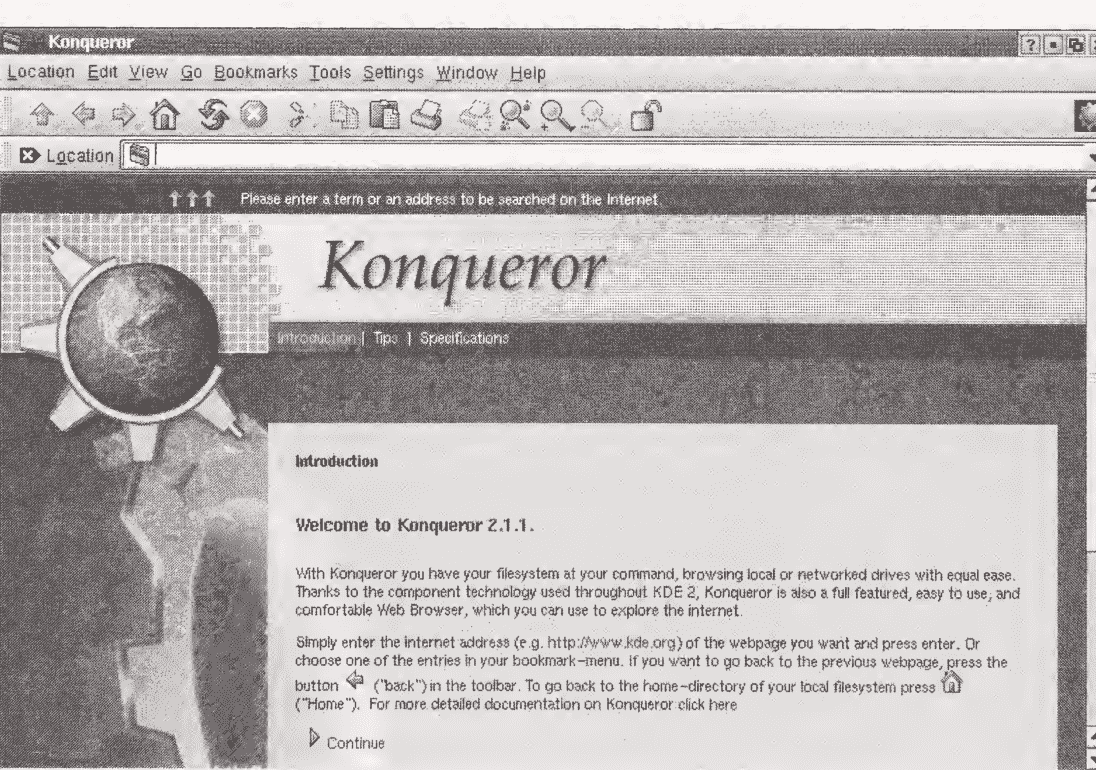 Konqueror
Location Edit View Go Bookmarks Tools Settings Window Help
Location
Please enter a term or an address to be searched on the Internet.
Konqueror
Introduction | Tips | Specifications
Introduction
Welcome to Konqueror 2.1.1.
With Konqueror you have your filesystem at your command, browsing local or networked drives with equal ease.
Thanks to the component technology used throughout KDE 2, Konqueror is also a full featured, easy to use, and
comfortable Web Browser, which you can use to explore the internet.
Simply enter the internet address (e.g. http://www.kde.org) of the webpage you want and press enter. Or
choose one of the entries in your bookmark-menu. If you want to go back to the previous webpage, press the
button ("back") in the toolbar. To go back to the home-directory of your local filesystem press
("Home"). For more detailed documentation on Konqueror click here
Continue